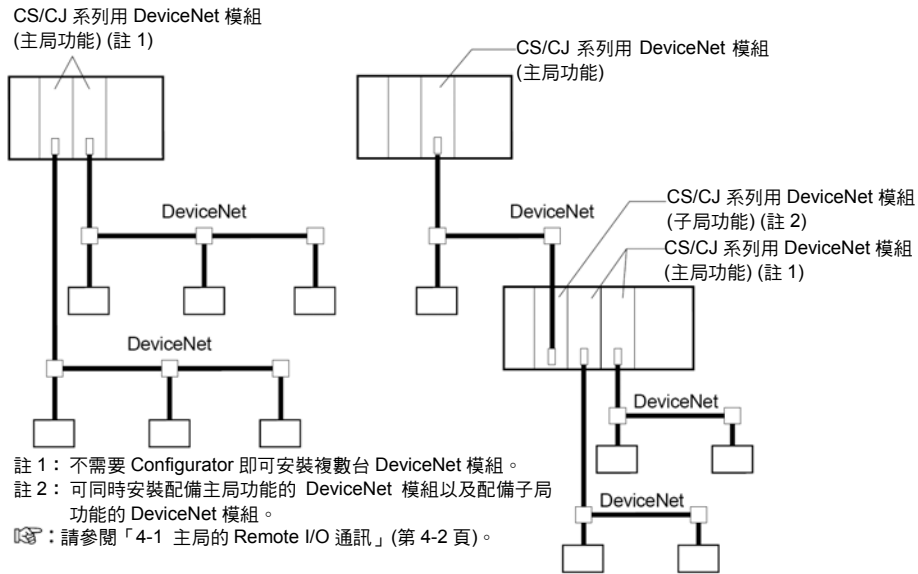 CS/CJ 系列用 DeviceNet 模組
(主局功能) (註 1)
CS/CJ 系列用 DeviceNet 模組
(主局功能)
DeviceNet
DeviceNet
CS/CJ 系列用 DeviceNet 模組
(子局功能) (註 2)
CS/CJ 系列用 DeviceNet 模組
(主局功能) (註 1)
DeviceNet
DeviceNet
DeviceNet
註 1： 不需要 Configurator 即可安裝複數台 DeviceNet 模組。
註 2： 可同時安裝配備主局功能的 DeviceNet 模組以及配備子局
功能的 DeviceNet 模組。
☞：請參閱「4-1 主局的 Remote I/O 通訊」(第 4-2 頁)。